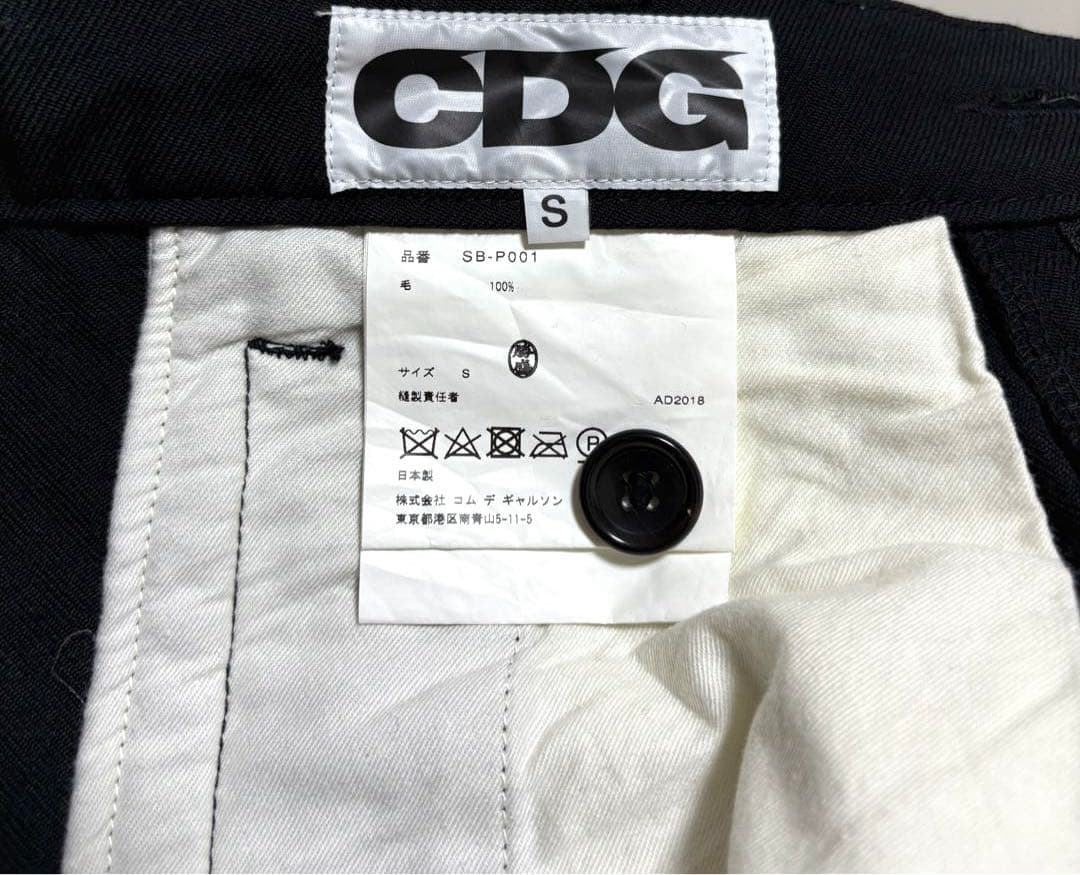 CDG
S
品番 SB-P001
毛 100%
サイズ S
縫製責任者 AD2018
P
日本製
株式会社 コム デ ギャルソン
東京都港区南青山5-11-5